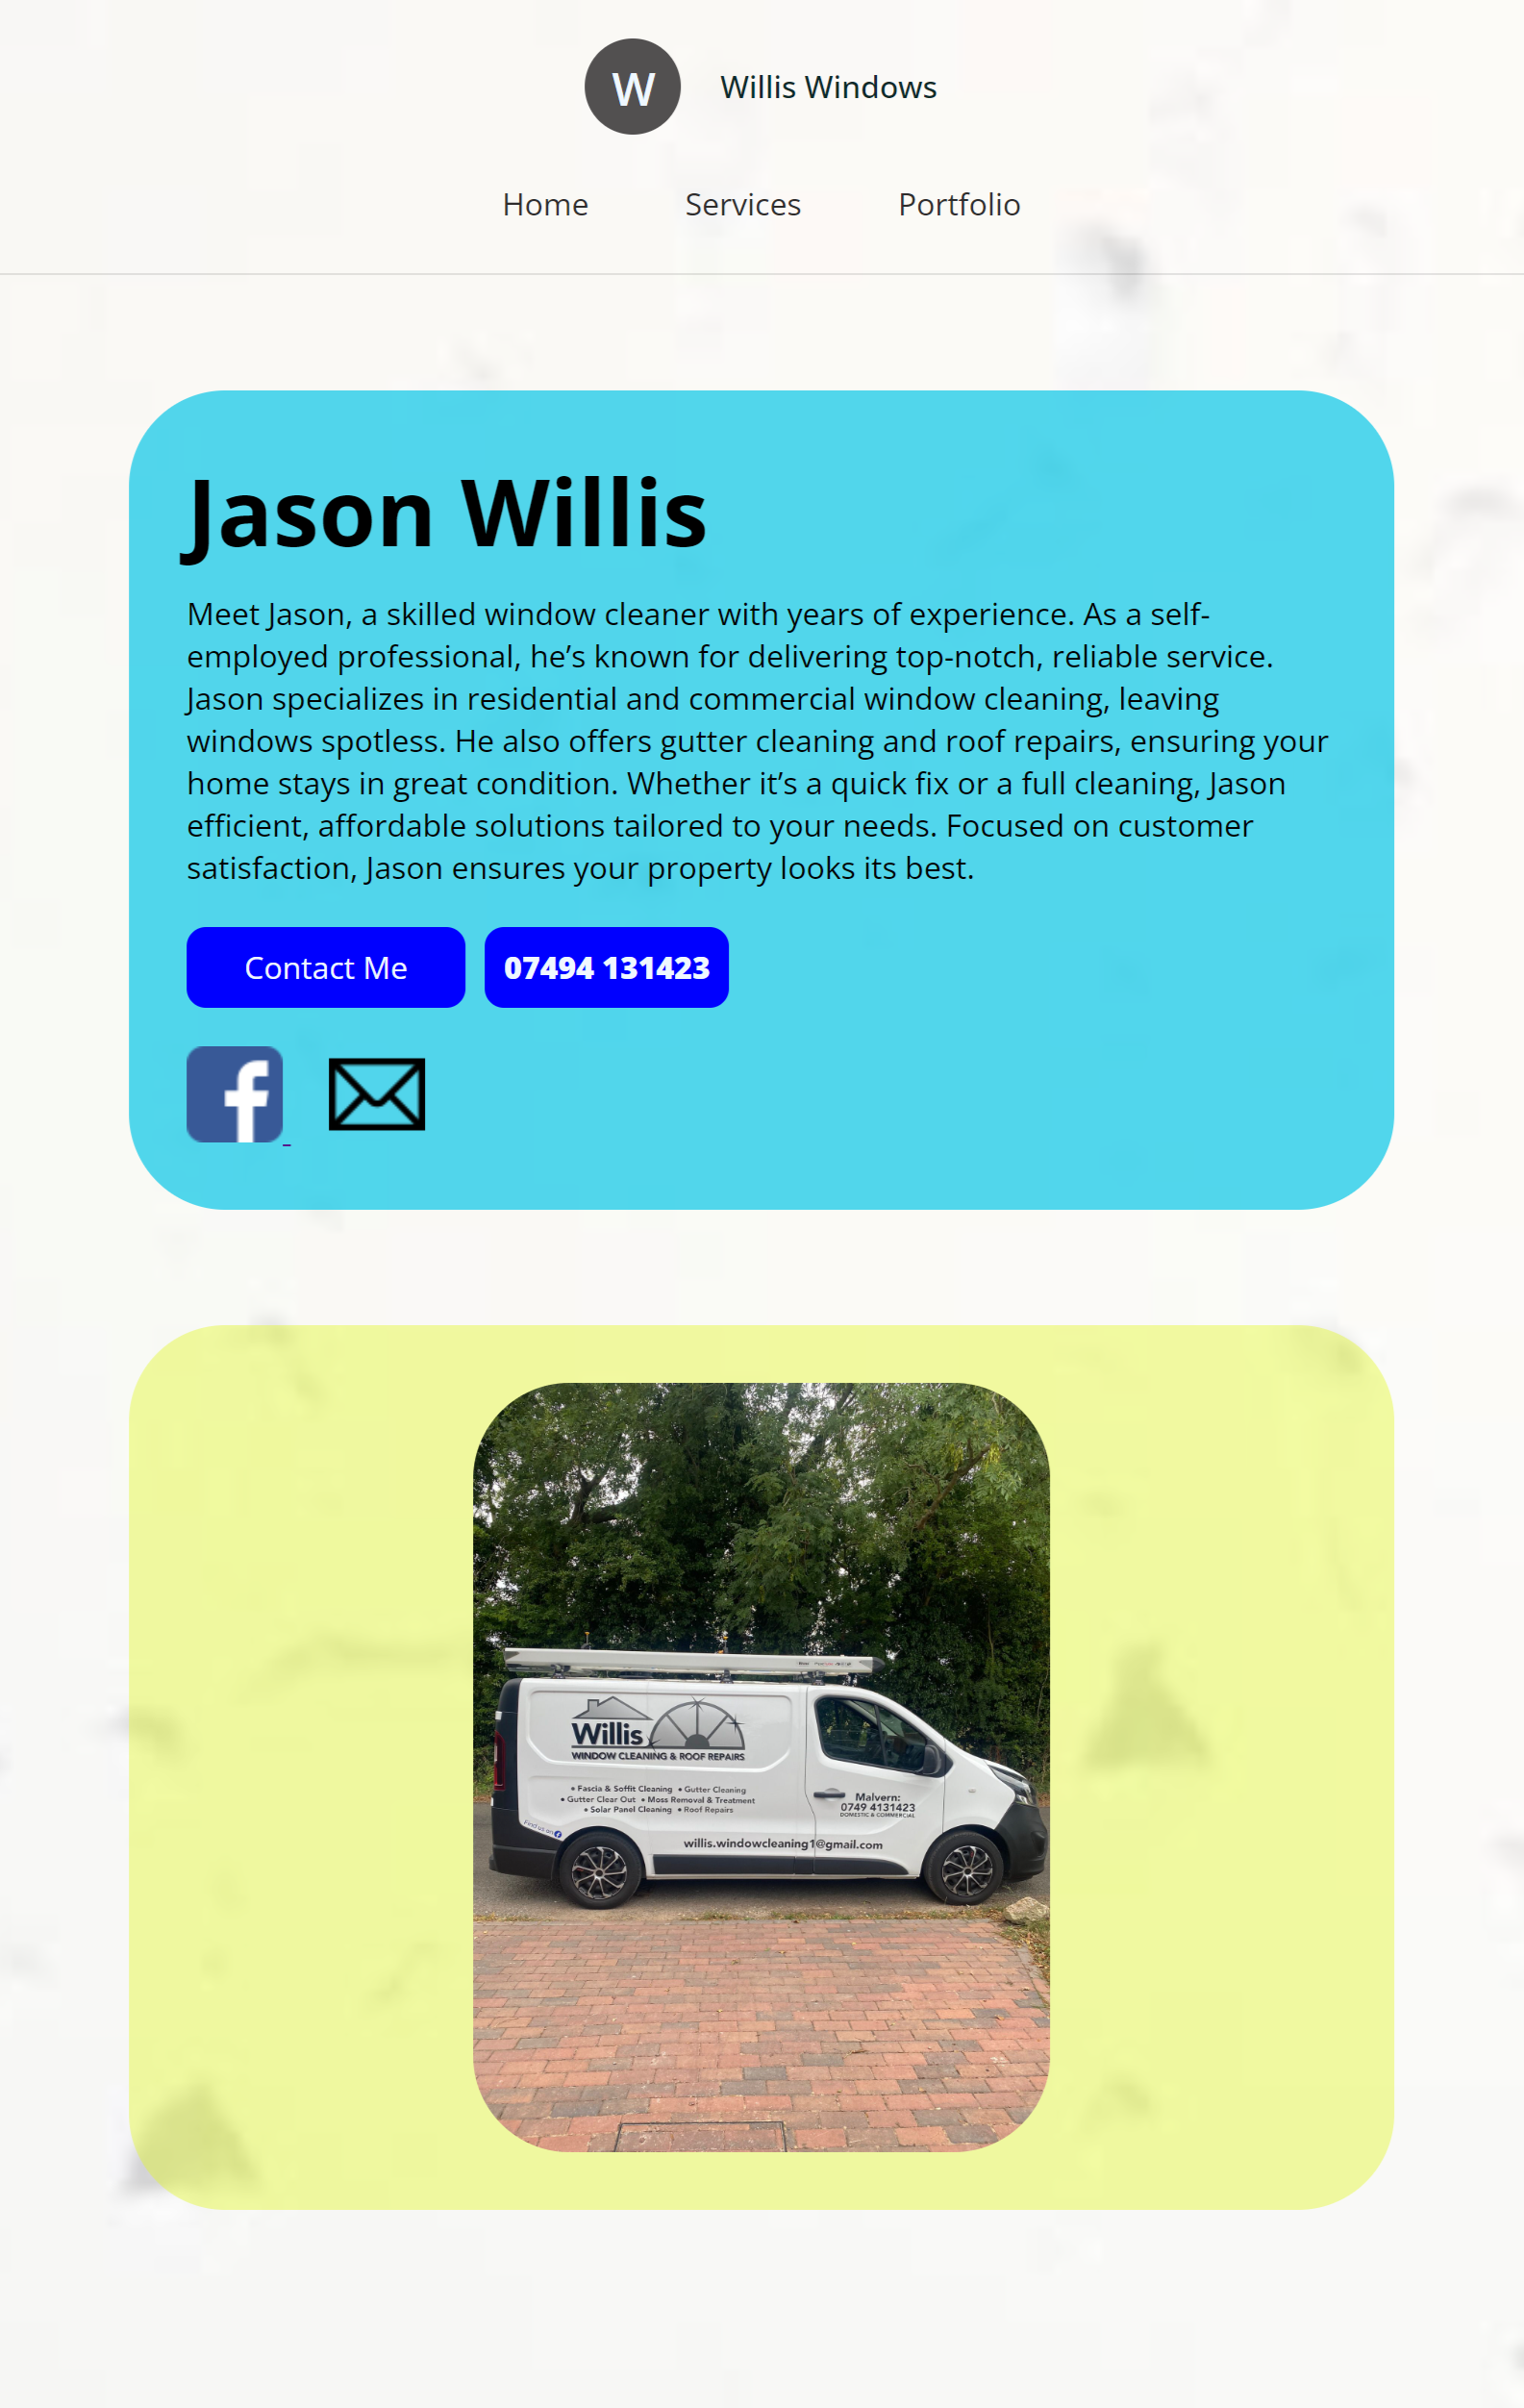 W
Willis Windows
Home Services Portfolio
Jason Willis
Meet Jason, a skilled window cleaner with years of experience. As a self-
employed professional, he’s known for delivering top-notch, reliable service.
Jason specializes in residential and commercial window cleaning, leaving
windows spotless. He also offers gutter cleaning and roof repairs, ensuring your
home stays in great condition. Whether it’s a quick fix or a full cleaning, Jason
efficient, affordable solutions tailored to your needs. Focused on customer
satisfaction, Jason ensures your property looks its best.
Contact Me 07494 131423
Willis
WINDOW CLEANING & ROOF REPAIRS
• Fascia & Soffit Cleaning • Gutter Cleaning
• Gutter Clear Out • Moss Removal & Treatment
• Solar Panel Cleaning • Roof Repairs
Malvern:
0749 4131423
DOMESTIC & COMMERCIAL
Find us on
willis.windowcleaning1@gmail.com